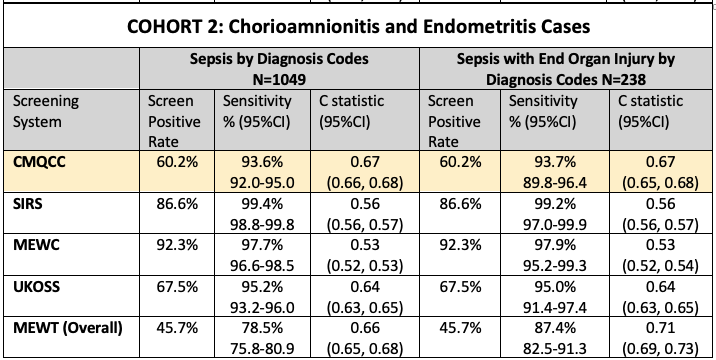 COHORT 2: Chorioamnionitis and Endometritis Cases
Sepsis by Diagnosis Codes Sepsis with End Organ Injury by
N=1049 Diagnosis Codes N=238
Screening Screen Sensitivity C statistic Screen Sensitivity C statistic
System Positive % (95%CI) (95%CI) Positive % (95%CI) (95%CI)
Rate Rate
CMQCC 60.2% 93.6% 0.67 60.2% 93.7% 0.67
92.0-95.0 (0.66, 0.68) 89.8-96.4 (0.65, 0.68)
SIRS 86.6% 99.4% 0.56 86.6% 99.2% 0.56
98.8-99.8 (0.56, 0.57) 97.0-99.9 (0.56, 0.57)
MEWC 92.3% 97.7% 0.53 92.3% 97.9% 0.53
96.6-98.5 (0.52, 0.53) 95.2-99.3 (0.52, 0.54)
UKOSS 67.5% 95.2% 0.64 67.5% 95.0% 0.64
93.2-96.0 (0.63, 0.65) 91.4-97.4 (0.63, 0.65)
MEWT (Overall) 45.7% 78.5% 0.66 45.7% 87.4% 0.71
75.8-80.9 (0.65, 0.68) 82.5-91.3 (0.69, 0.73)